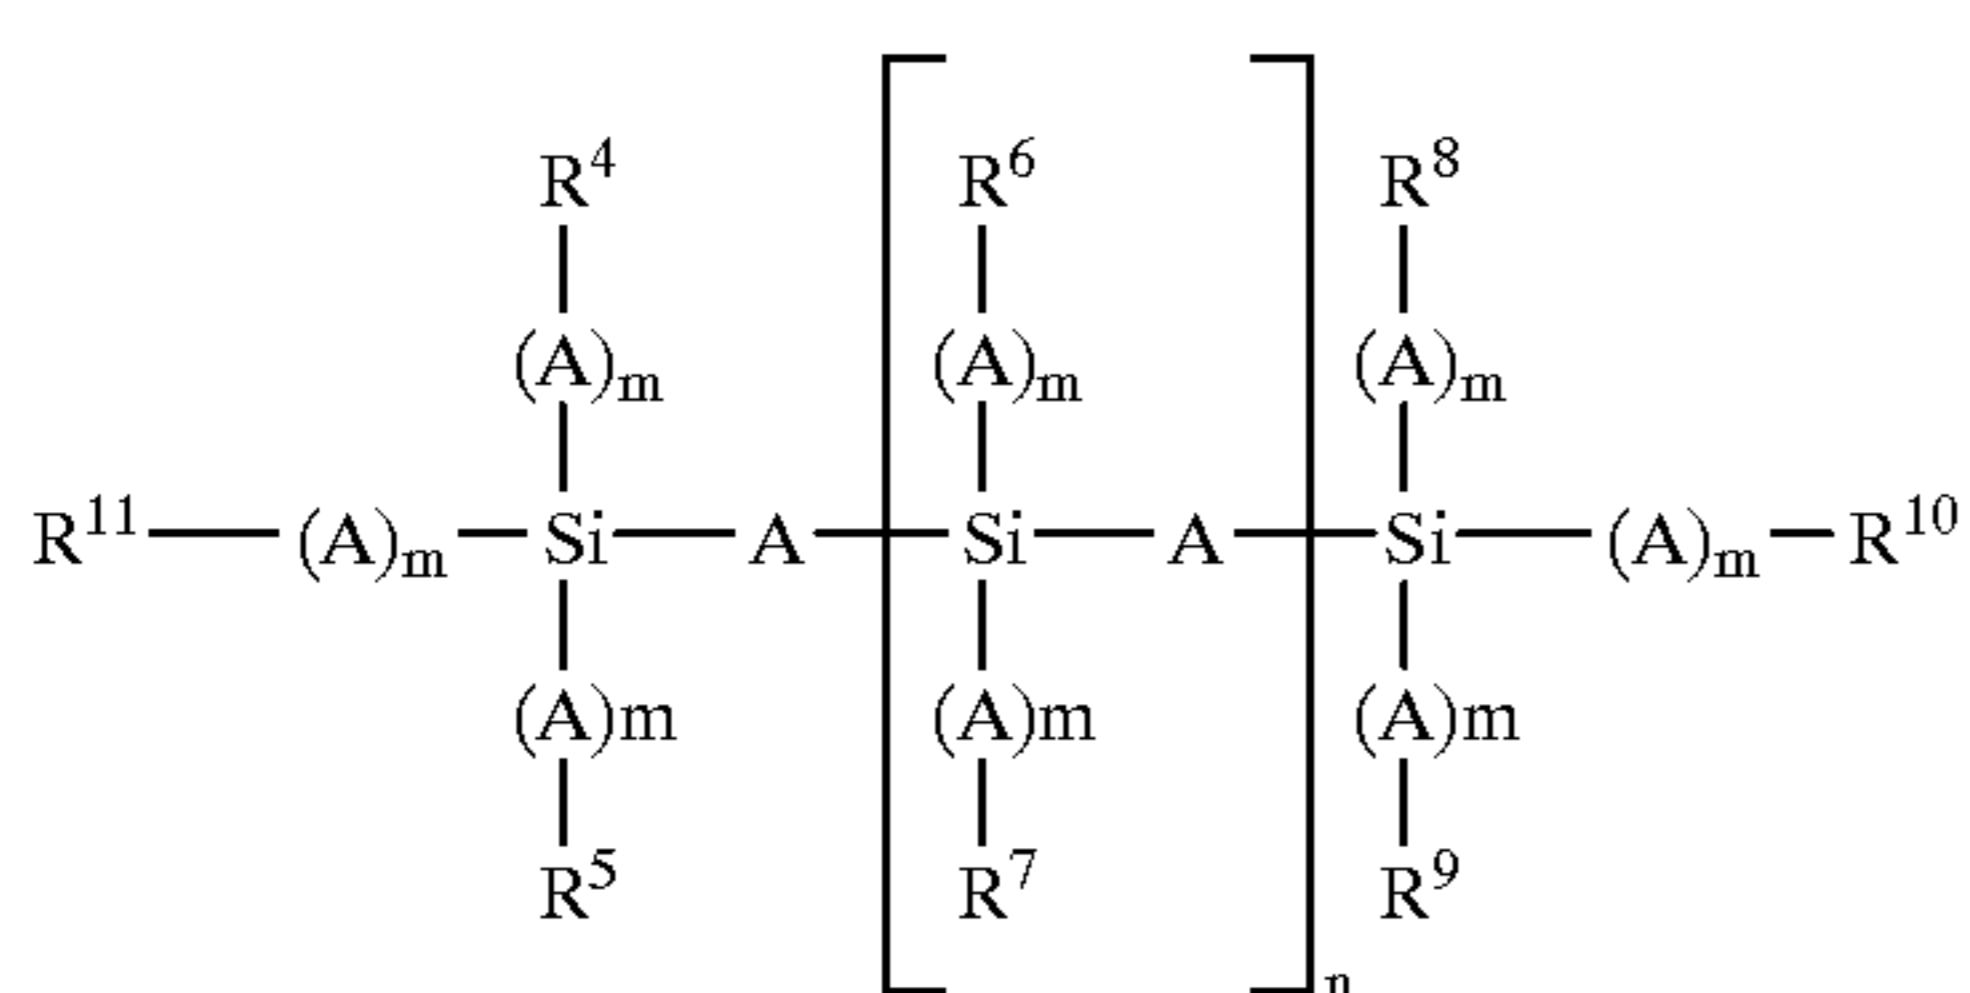 R⁴ R⁶ R⁸
(A)ₘ (A)ₘ (A)ₘ
R¹¹ (A)ₘ Si A Si A Si (A)ₘ R¹⁰
(A)m (A)m (A)m
R⁵ R⁷ R⁹
n